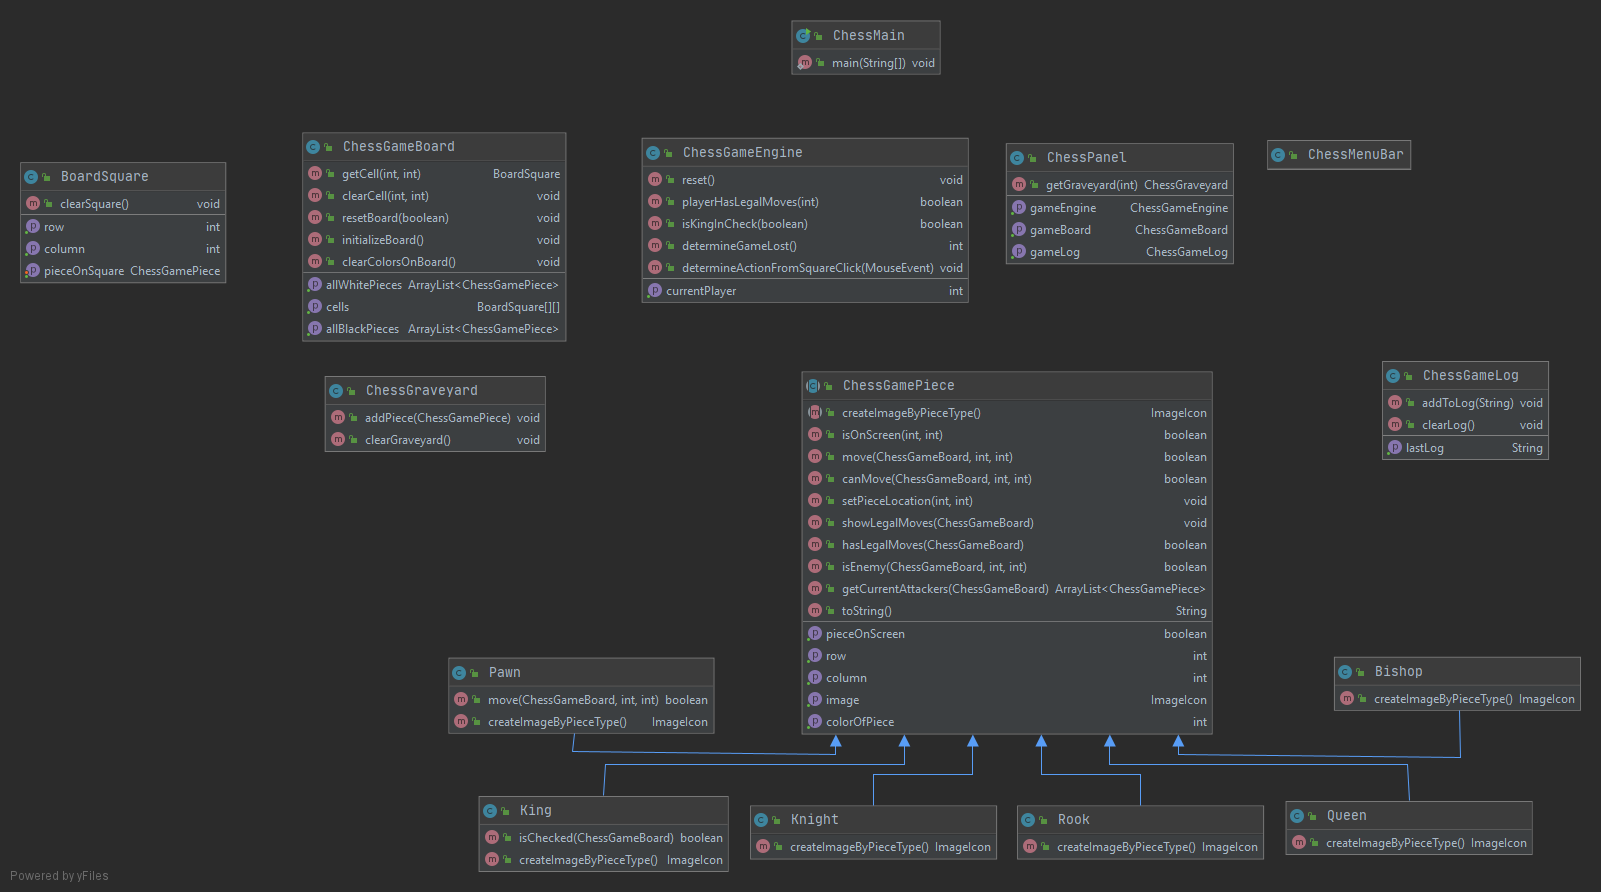 ChessMain
main(String[]) void
BoardSquare
clearSquare() void
row int
column int
pieceOnSquare ChessGamePiece
ChessGameBoard
getCell(int, int) BoardSquare
clearCell(int, int) void
resetBoard(boolean) void
initializeBoard() void
clearColorsOnBoard() void
allWhitePieces ArrayList<ChessGamePiece>
cells BoardSquare[][]
allBlackPieces ArrayList<ChessGamePiece>
ChessGameEngine
reset() void
playerHasLegalMoves(int) boolean
isKingInCheck(boolean) boolean
determineGameLost() int
determineActionFromSquareClick(MouseEvent) void
currentPlayer int
ChessPanel
getGraveyard(int) ChessGraveyard
gameEngine ChessGameEngine
gameBoard ChessGameBoard
gameLog ChessGameLog
ChessMenuBar
ChessGraveyard
addPiece(ChessGamePiece) void
clearGraveyard() void
ChessGamePiece
createImageByPieceType() ImageIcon
isOnScreen(int, int) boolean
move(ChessGameBoard, int, int) boolean
canMove(ChessGameBoard, int, int) boolean
setPieceLocation(int, int) void
showLegalMoves(ChessGameBoard) void
hasLegalMoves(ChessGameBoard) boolean
isEnemy(ChessGameBoard, int, int) boolean
getCurrentAttackers(ChessGameBoard) ArrayList<ChessGamePiece>
toString() String
pieceOnScreen boolean
row int
column int
image ImageIcon
colorOfPiece int
ChessGameLog
addToLog(String) void
clearLog() void
lastLog String
Pawn
move(ChessGameBoard, int, int) boolean
createImageByPieceType() ImageIcon
Bishop
createImageByPieceType() ImageIcon
King
isChecked(ChessGameBoard) boolean
createImageByPieceType() ImageIcon
Knight
createImageByPieceType() ImageIcon
Rook
createImageByPieceType() ImageIcon
Queen
createImageByPieceType() ImageIcon
Powered by yFiles